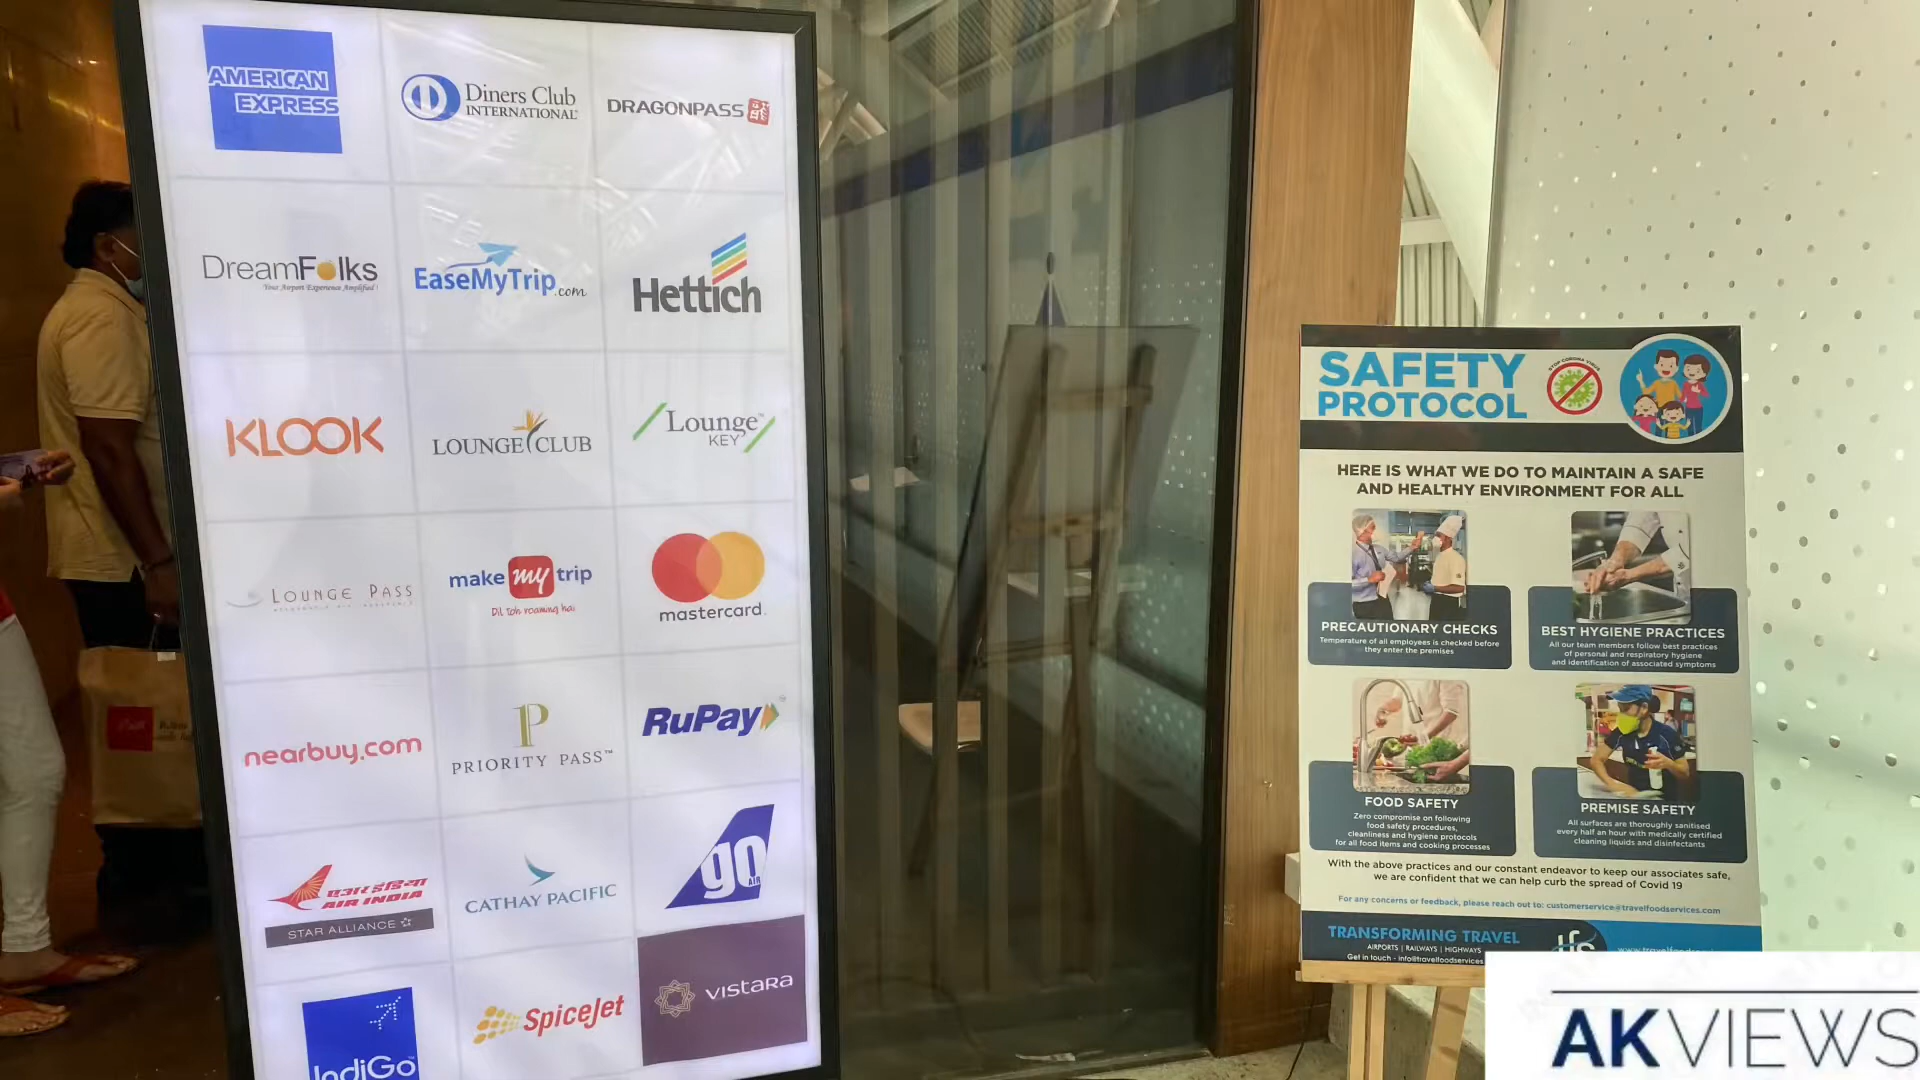 AMERICAN
EXPRESS
Diners Club
INTERNATIONAL
DRAGONPASS
DreamFolks
Your Airport Experience Amplified!
EaseMyTrip.com
Hettich
KLOOK
LOUNGE CLUB
Lounge
KEY
LOUNGE PASS
make my trip
Dil toh roaming hai
mastercard.
nearbuy.com
P
PRIORITY PASS™
RuPay
एअर इंडिया
AIR INDIA
STAR ALLIANCE
CATHAY PACIFIC
go
AIR
IndiGo
SpiceJet
VISTARA
SAFETY
PROTOCOL
STOP CORONA VIRUS
HERE IS WHAT WE DO TO MAINTAIN A SAFE
AND HEALTHY ENVIRONMENT FOR ALL
PRECAUTIONARY CHECKS
Temperature of all employees is checked before
they enter the premises
BEST HYGIENE PRACTICES
All our team members follow best practices
of personal and respiratory hygiene
and identification of associated symptoms
FOOD SAFETY
Zero compromise on following
food safety procedures,
cleanliness and hygiene protocols
for all food items and cooking processes
PREMISE SAFETY
All surfaces are thoroughly sanitised
every half an hour with medically certified
cleaning liquids and disinfectants
With the above practices and our constant endeavor to keep our associates safe,
we are confident that we can help curb the spread of Covid 19
For any concerns or feedback, please reach out to: customerservice@travelfoodservices.com
TRANSFORMING TRAVEL
AIRPORTS | RAILWAYS | HIGHWAYS
Get in touch - info@travelfoodservices
tfs
AKVIEWS